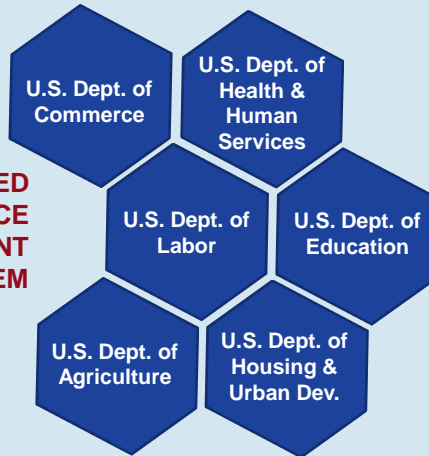 U.S. Dept. of
Commerce
U.S. Dept. of
Health &
Human
Services
ED
CE
NT
EM
U.S. Dept. of
Labor
U.S. Dept. of
Education
U.S. Dept. of
Agriculture
U.S. Dept. of
Housing &
Urban Dev.